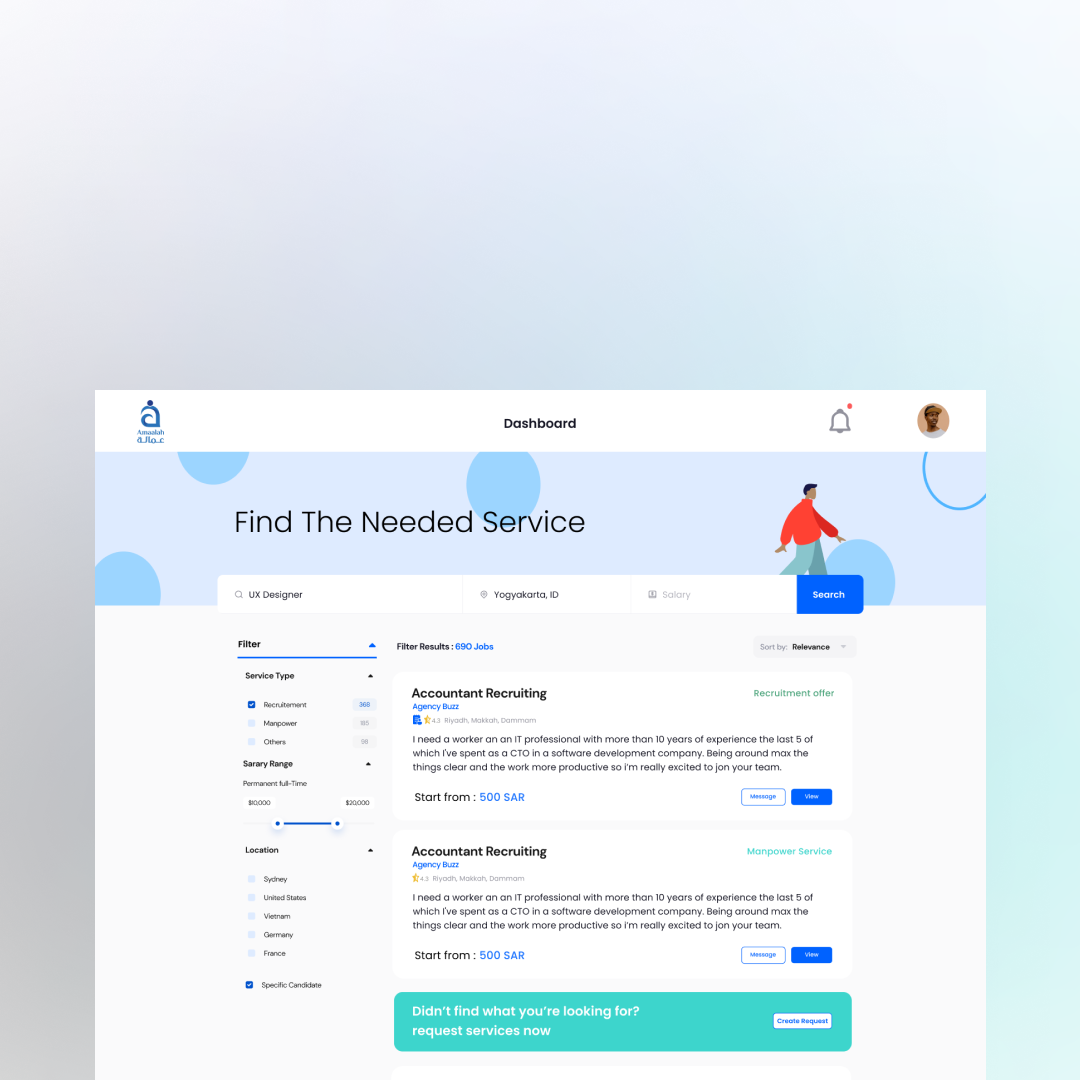 Amaalah
عمالة
Dashboard
Find The Needed Service
UX Designer
Yogyakarta, ID
Salary
Search
Filter
Filter Results : 690 Jobs
Sort by: Relevance
Service Type
Recruitement 368
Manpower 185
Others 98
Sarary Range
Permanent full-Time
$10,000 $20,000
Location
Sydney
United States
Vietnam
Germany
France
Specific Candidate
Accountant Recruiting
Recruitment offer
Agency Buzz
4.3 Riyadh, Makkah, Dammam
I need a worker an an IT professional with more than 10 years of experience the last 5 of
which I've spent as a CTO in a software development company. Being around max the
things clear and the work more productive so i'm really excited to jon your team.
Start from : 500 SAR
Message
View
Accountant Recruiting
Manpower Service
Agency Buzz
4.3 Riyadh, Makkah, Dammam
I need a worker an an IT professional with more than 10 years of experience the last 5 of
which I've spent as a CTO in a software development company. Being around max the
things clear and the work more productive so i'm really excited to jon your team.
Start from : 500 SAR
Message
View
Didn't find what you're looking for?
request services now
Create Request